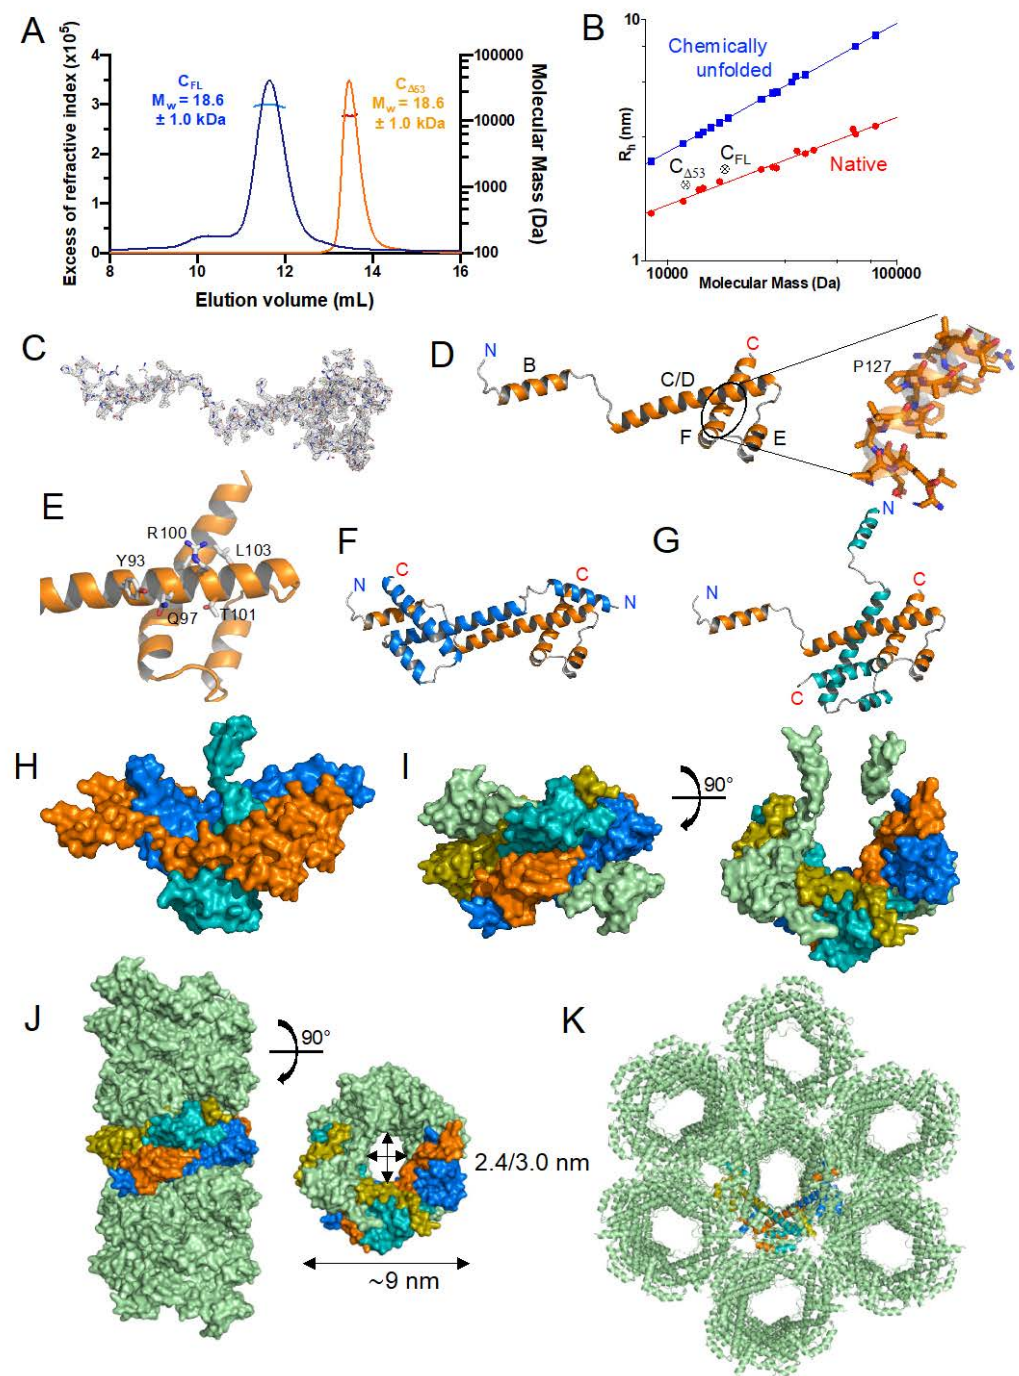 A
Excess of refractive index (x10⁵)
4
3
2
1
0
8
10
12
14
16
Elution volume (mL)
100000
10000
1000
100
Molecular Mass (Da)
C_FL
M_w = 18.6
± 1.0 kDa
C_Δ53
M_w = 18.6
± 1.0 kDa
B
10
1
R_h (nm)
Chemically
unfolded
C_Δ53
C_FL
Native
10000
100000
Molecular Mass (Da)
C
D
N
B
C/D
C
F
E
P127
E
R100
L103
Y93
Q97
T101
F
N
C
C
N
G
N
N
C
C
H
I
90°
J
90°
2.4/3.0 nm
~9 nm
K